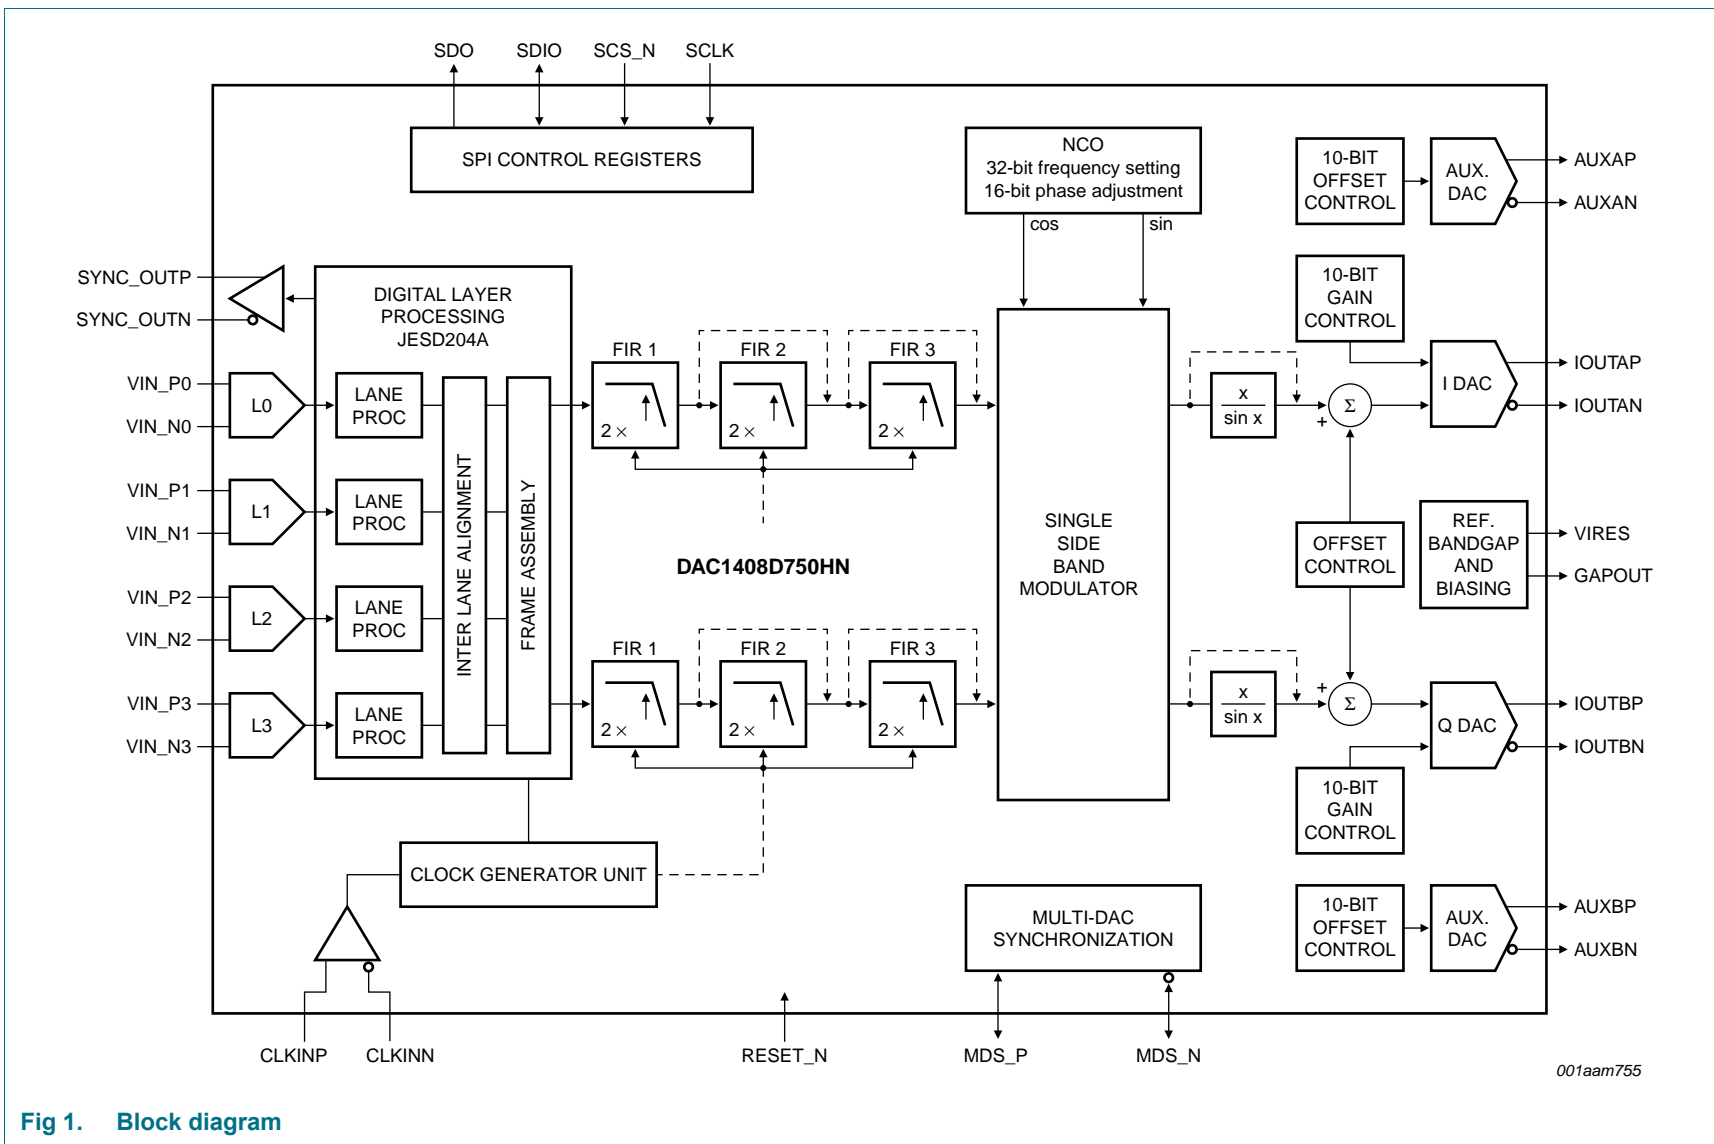 SDO SDIO SCS_N SCLK
SPI CONTROL REGISTERS
NCO
32-bit frequency setting
16-bit phase adjustment
cos sin
10-BIT
OFFSET
CONTROL
AUX.
DAC
AUXAP
AUXAN
SYNC_OUTP
SYNC_OUTN
DIGITAL LAYER
PROCESSING
JESD204A
10-BIT
GAIN
CONTROL
VIN_P0
VIN_N0
L0
LANE
PROC
VIN_P1
VIN_N1
L1
LANE
PROC
VIN_P2
VIN_N2
L2
LANE
PROC
VIN_P3
VIN_N3
L3
LANE
PROC
INTER LANE ALIGNMENT
FRAME ASSEMBLY
FIR 1
2 ×
FIR 2
2 ×
FIR 3
2 ×
DAC1408D750HN
FIR 1
2 ×
FIR 2
2 ×
FIR 3
2 ×
SINGLE
SIDE
BAND
MODULATOR
x
sin x
+
Σ
I DAC
IOUTAP
IOUTAN
OFFSET
CONTROL
REF.
BANDGAP
AND
BIASING
VIRES
GAPOUT
x
sin x
+
Σ
Q DAC
IOUTBP
IOUTBN
10-BIT
GAIN
CONTROL
CLOCK GENERATOR UNIT
MULTI-DAC
SYNCHRONIZATION
10-BIT
OFFSET
CONTROL
AUX.
DAC
AUXBP
AUXBN
CLKINP CLKINN RESET_N MDS_P MDS_N
001aam755
Fig 1. Block diagram